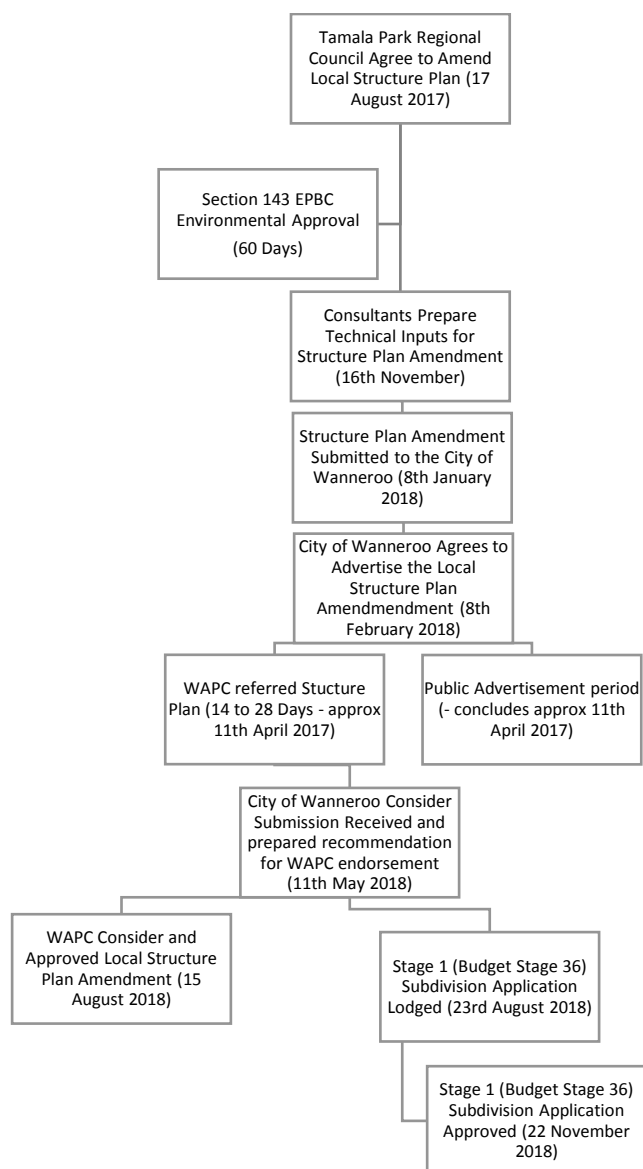 Tamala Park Regional
Council Agree to Amend
Local Structure Plan (17
August 2017)
Section 143 EPBC
Environmental Approval
(60 Days)
Consultants Prepare
Technical Inputs for
Structure Plan Amendment
(16th November)
Structure Plan Amendment
Submitted to the City of
Wanneroo (8th January
2018)
City of Wanneroo Agrees to
Advertise the Local
Structure Plan
Amendmendment (8th
February 2018)
WAPC referred Stucture
Plan (14 to 28 Days - approx
11th April 2017)
Public Advertisement period
(- concludes approx 11th
April 2017)
City of Wanneroo Consider
Submission Received and
prepared recommendation
for WAPC endorsement
(11th May 2018)
WAPC Consider and
Approved Local Structure
Plan Amendment (15
August 2018)
Stage 1 (Budget Stage 36)
Subdivision Application
Lodged (23rd August 2018)
Stage 1 (Budget Stage 36)
Subdivision Application
Approved (22 November
2018)